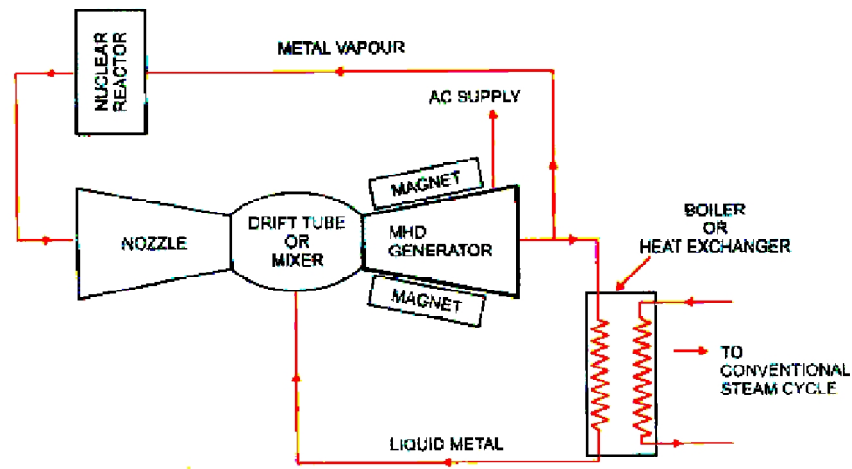 NUCLEAR
REACTOR
METAL VAPOUR
AC SUPPLY
MAGNET
NOZZLE
DRIFT TUBE
OR
MIXER
MHD
GENERATOR
MAGNET
BOILER
OR
HEAT EXCHANGER
TO
CONVENTIONAL
STEAM CYCLE
LIQUID METAL